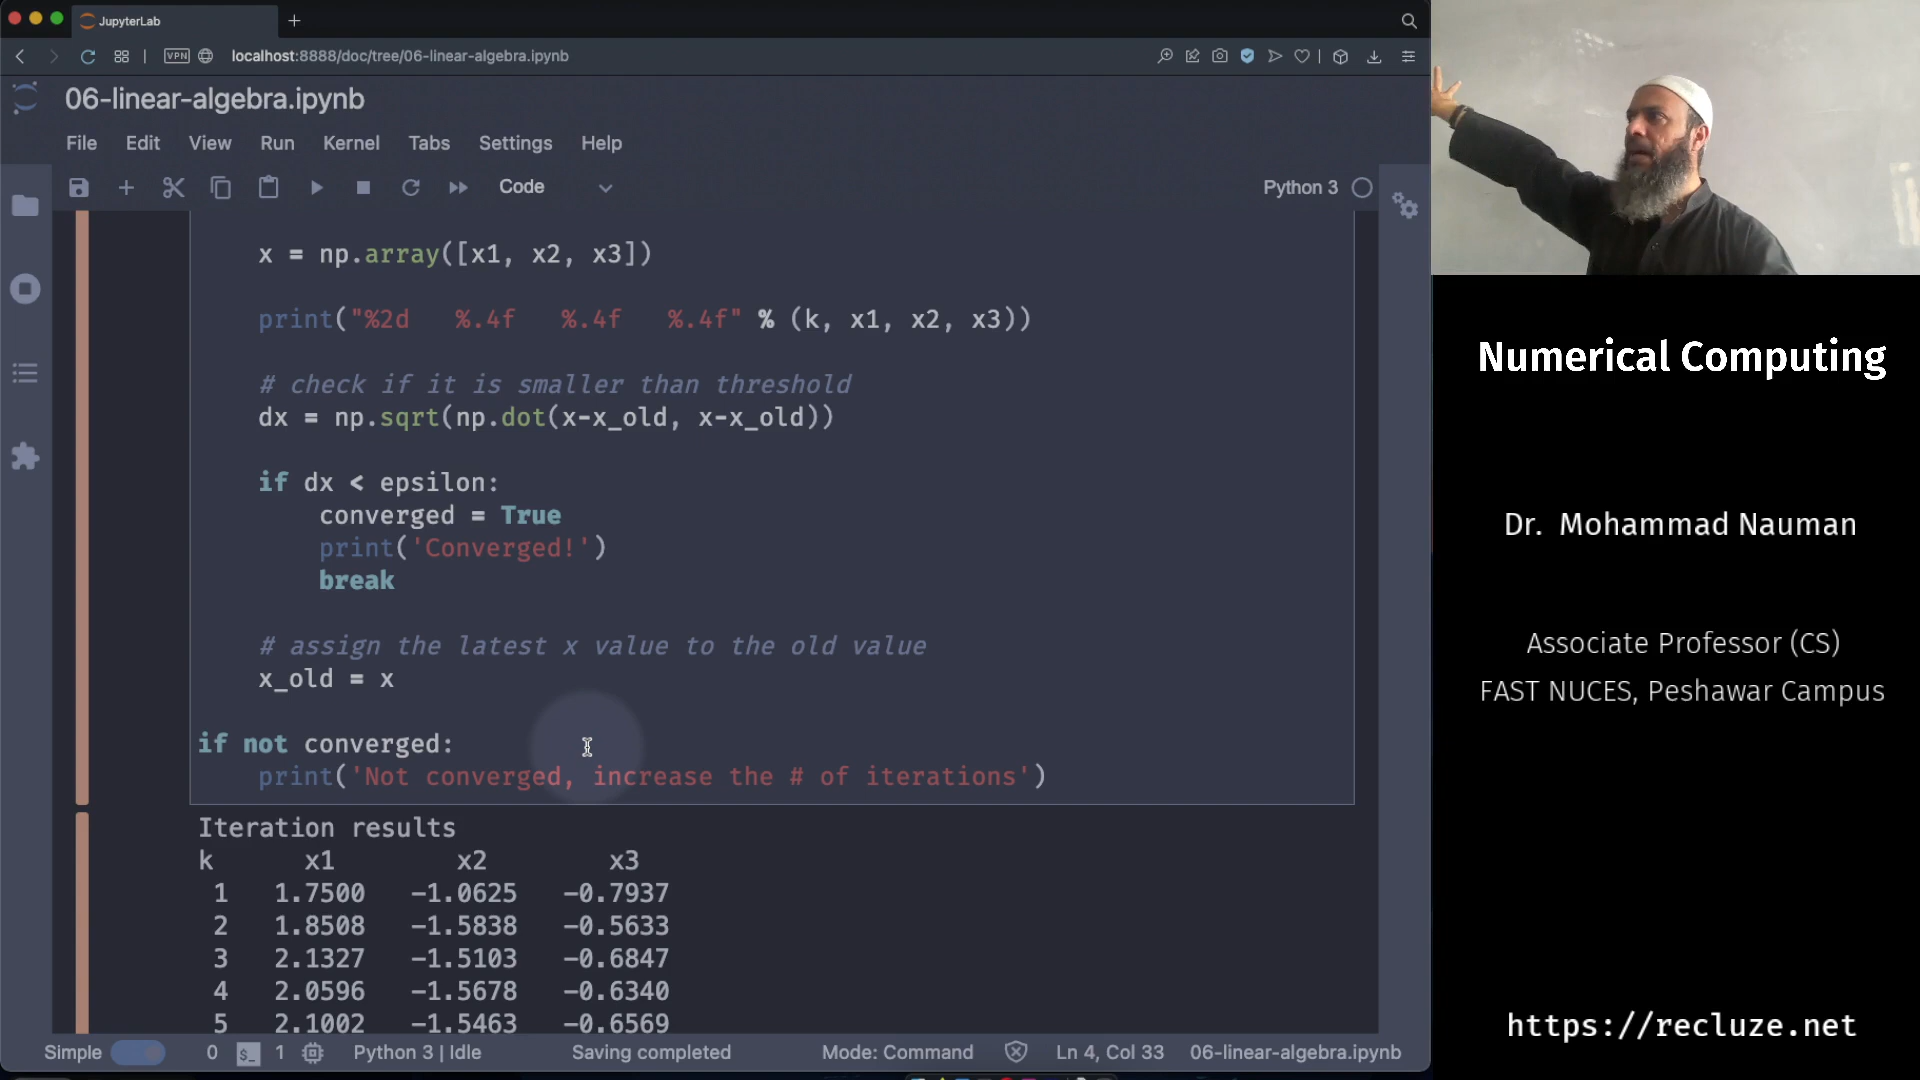 JupyterLab
VPN
localhost:8888/doc/tree/06-linear-algebra.ipynb
06-linear-algebra.ipynb
File Edit View Run Kernel Tabs Settings Help
Code
Python 3
x = np.array([x1, x2, x3])
print("%2d   %.4f   %.4f   %.4f" % (k, x1, x2, x3))
# check if it is smaller than threshold
dx = np.sqrt(np.dot(x-x_old, x-x_old))
if dx < epsilon:
converged = True
print('Converged!')
break
# assign the latest x value to the old value
x_old = x
if not converged:
print('Not converged, increase the # of iterations')
Iteration results
k x1 x2 x3
1 1.7500 -1.0625 -0.7937
2 1.8508 -1.5838 -0.5633
3 2.1327 -1.5103 -0.6847
4 2.0596 -1.5678 -0.6340
5 2.1002 -1.5463 -0.6569
Simple 0 $_ 1 Python 3 | Idle Saving completed Mode: Command Ln 4, Col 33 06-linear-algebra.ipynb
Numerical Computing
Dr. Mohammad Nauman
Associate Professor (CS)
FAST NUCES, Peshawar Campus
https://recluze.net